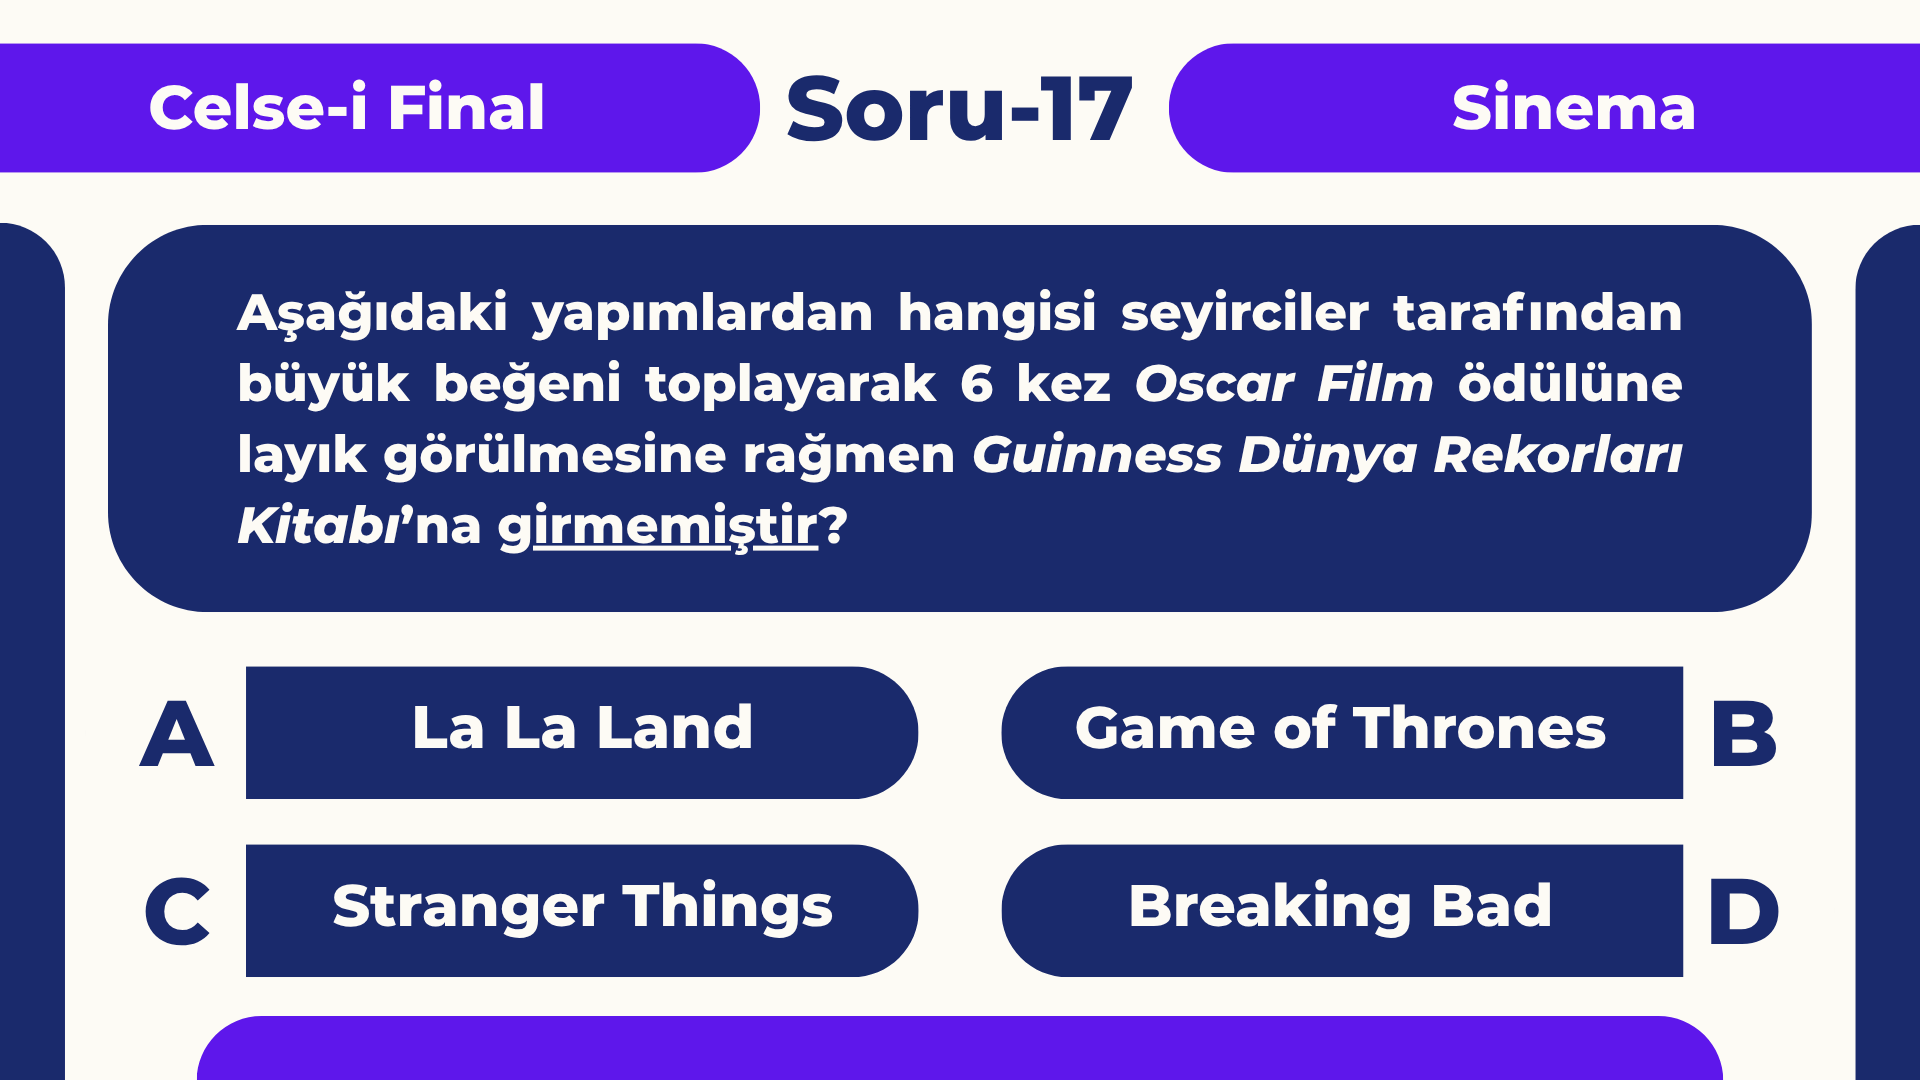 Celse-i Final
Soru-17
Sinema
Aşağıdaki yapımlardan hangisi seyirciler tarafından
büyük beğeni toplayarak 6 kez Oscar Film ödülüne
layık görülmesine rağmen Guinness Dünya Rekorları
Kitabı’na girmemiştir?
A
La La Land
Game of Thrones
B
C
Stranger Things
Breaking Bad
D